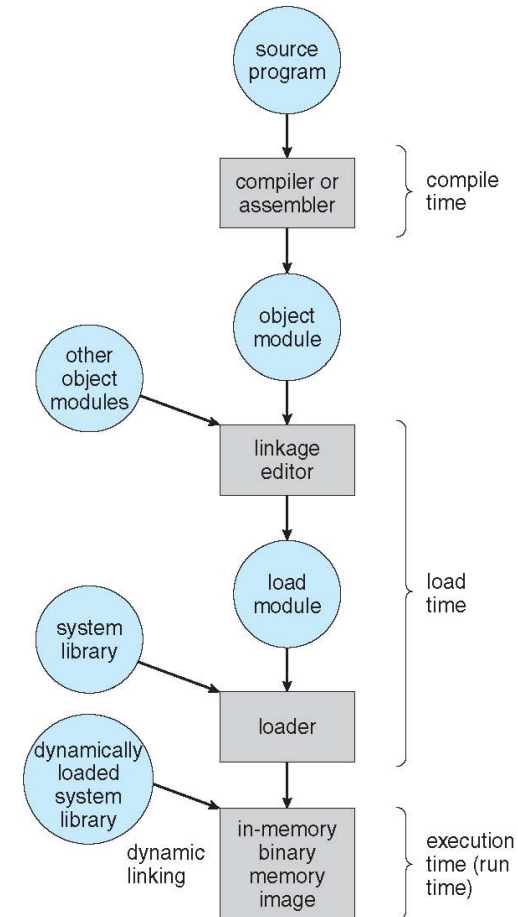 source
program
compiler or
assembler
compile
time
object
module
other
object
modules
linkage
editor
load
module
load
time
system
library
loader
dynamically
loaded
system
library
dynamic
linking
in-memory
binary
memory
image
execution
time (run
time)